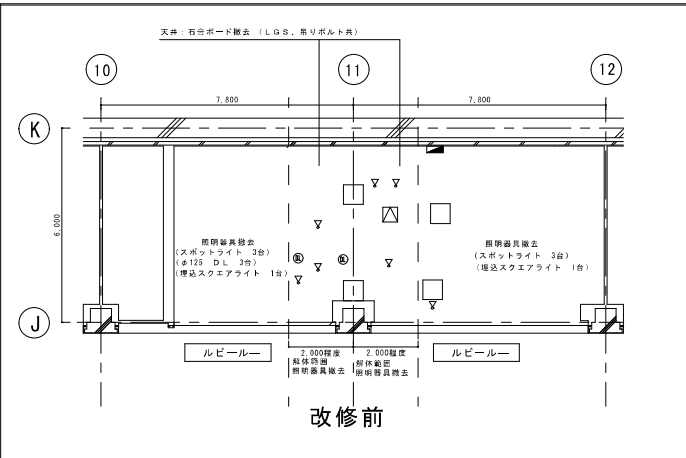 天井：石膏ボード撤去 （LGS、吊りボルト共）
10
11
12
7,800
7,800
K
6,000
照明器具撤去
(スポットライト 3台)
(φ125 DL 3台)
(埋込スクエアライト 1台)
DL
DL
照明器具撤去
(スポットライト 3台)
(埋込スクエアライト 1台)
J
ルビールー
2,000程度
解体範囲
照明器具撤去
2,000程度
解体範囲
照明器具撤去
ルビールー
改修前